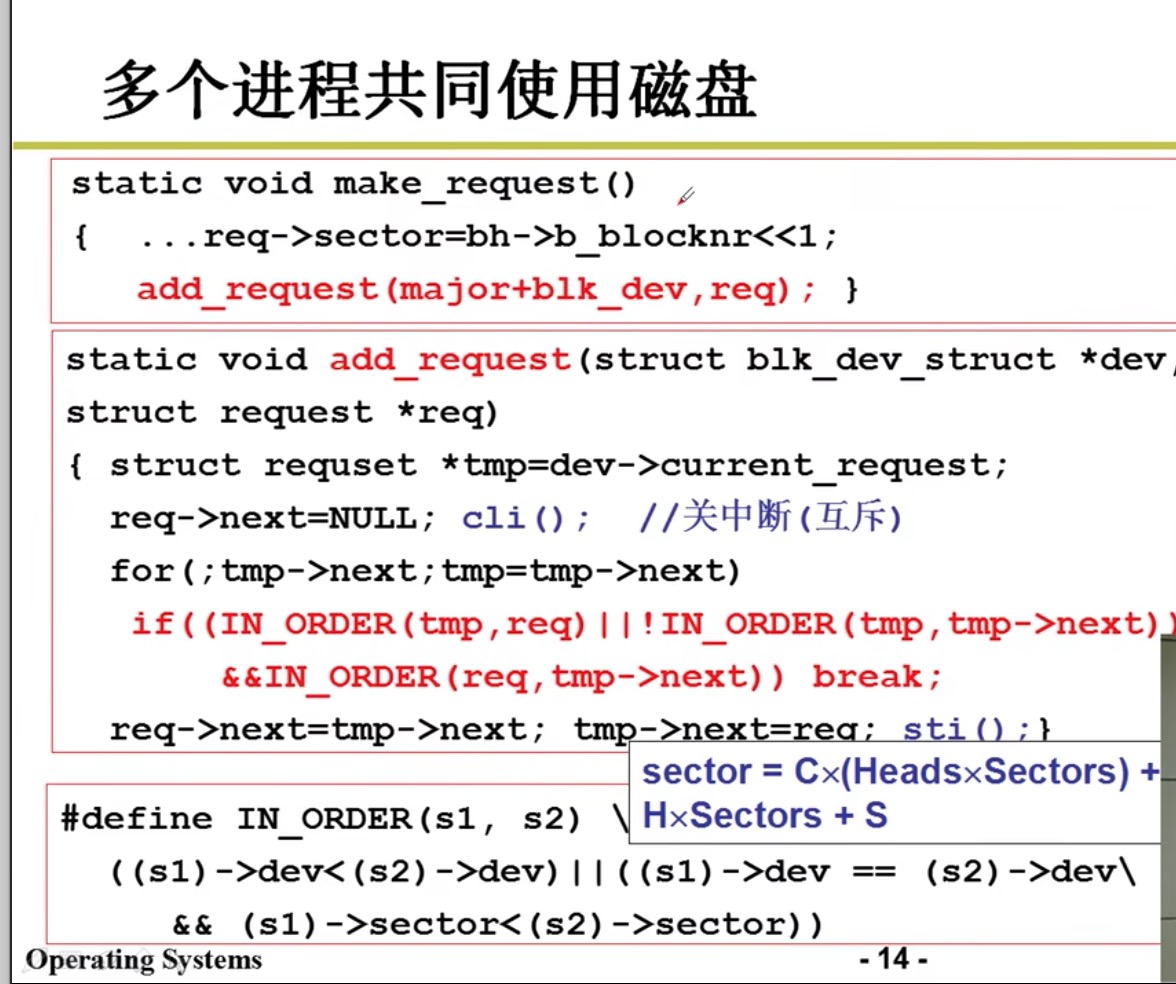 多个进程共同使用磁盘
static void make_request()
{ ...req->sector=bh->b_blocknr<<1;
add_request(major+blk_dev,req); }
static void add_request(struct blk_dev_struct *dev,
struct request *req)
{ struct requset *tmp=dev->current_request;
req->next=NULL; cli(); //关中断(互斥)
for(;tmp->next;tmp=tmp->next)
if((IN_ORDER(tmp,req)||!IN_ORDER(tmp,tmp->next))
&&IN_ORDER(req,tmp->next)) break;
req->next=tmp->next; tmp->next=req; sti();}
sector = C×(Heads×Sectors) +
H×Sectors + S
#define IN_ORDER(s1, s2) \
((s1)->dev<(s2)->dev)||((s1)->dev == (s2)->dev\
&& (s1)->sector<(s2)->sector))
Operating Systems
- 14 -